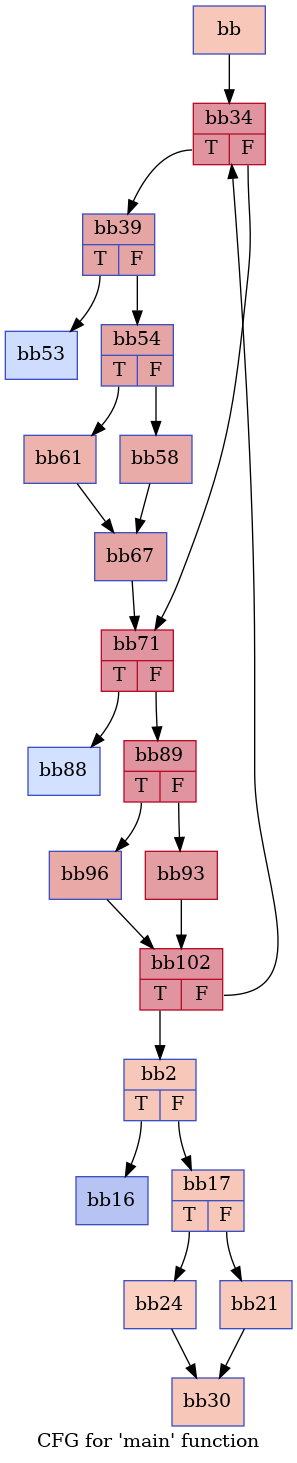 bb
bb34
T F
bb39
T F
bb53
bb54
T F
bb61
bb58
bb67
bb71
T F
bb88
bb89
T F
bb96
bb93
bb102
T F
bb2
T F
bb16
bb17
T F
bb24
bb21
bb30
CFG for 'main' function